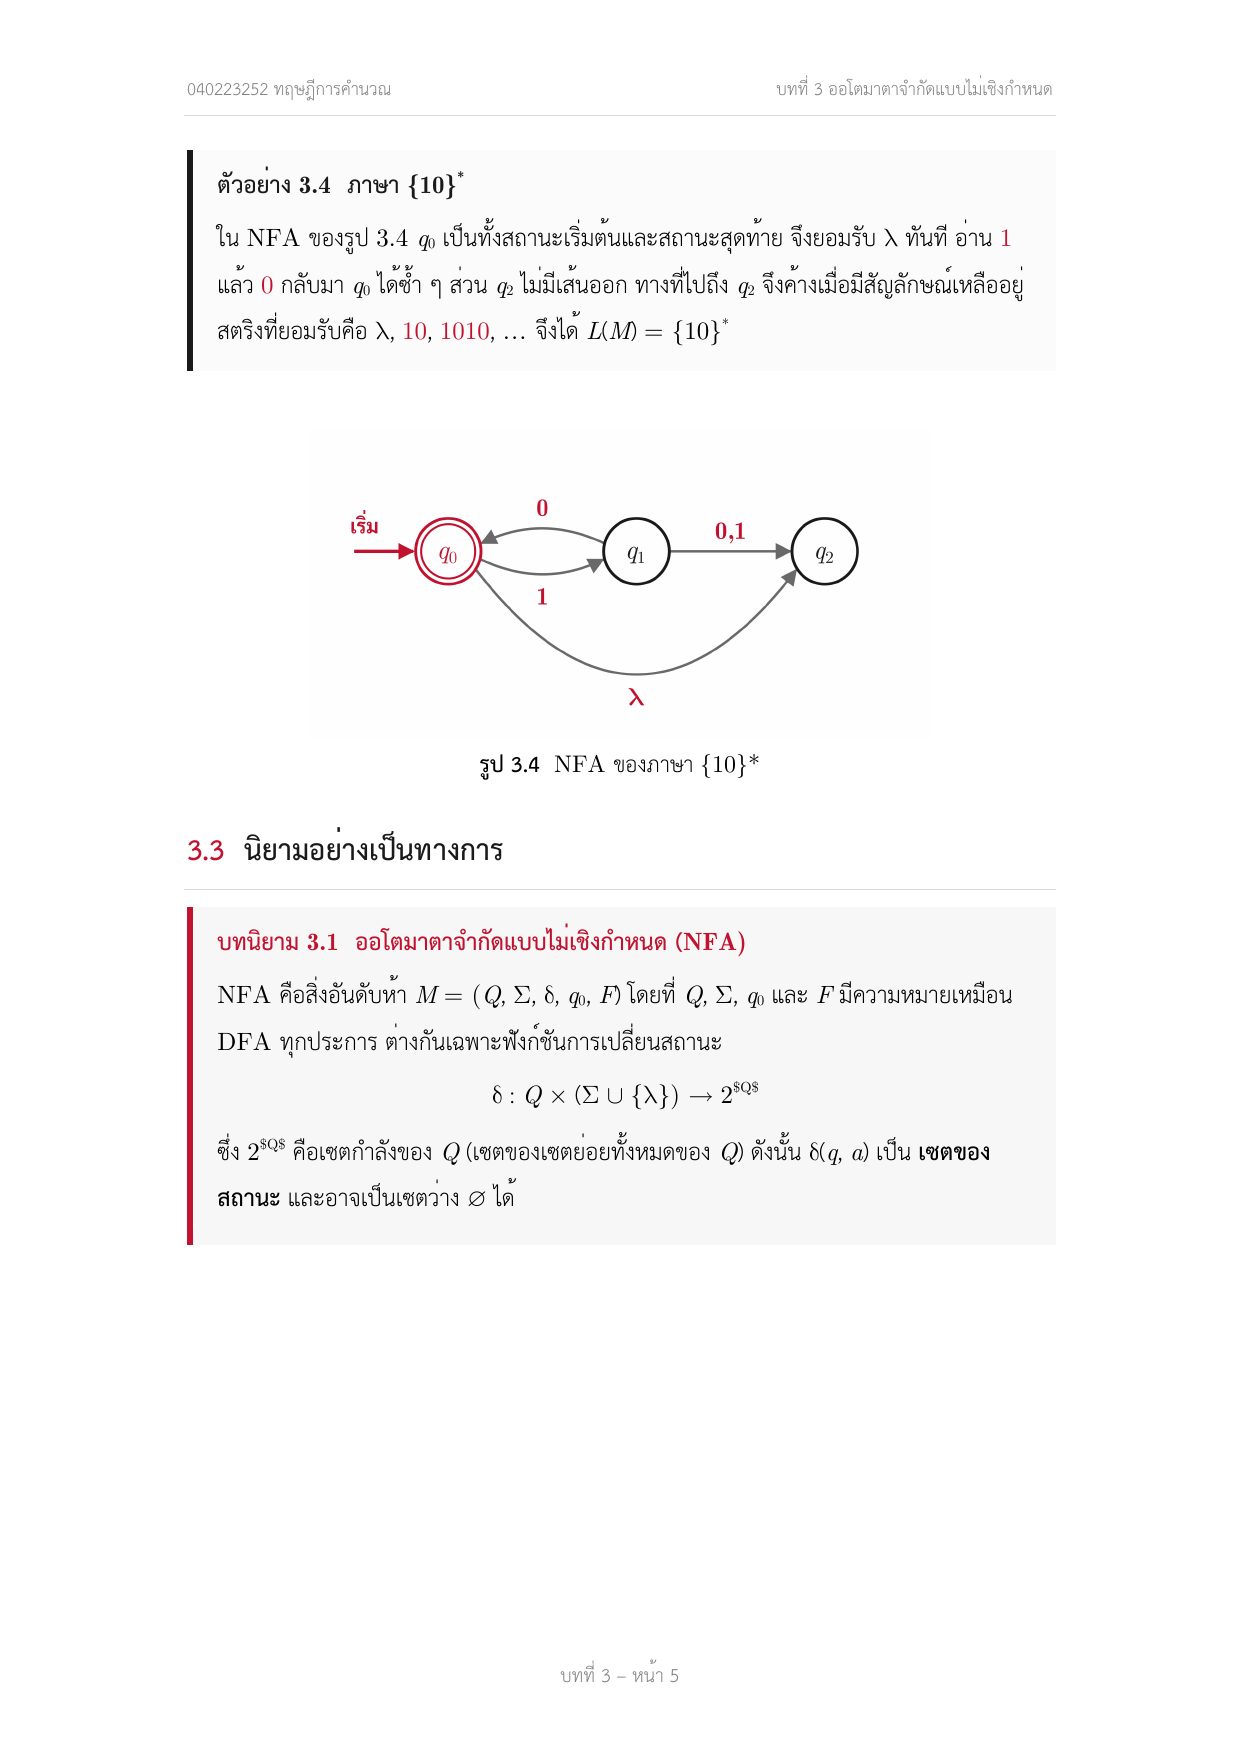 040223252 ทฤษฎีการคำนวณ
บทที่ 3 ออโตมาตาจำกัดแบบไม่เชิงกำหนด
ตัวอย่าง 3.4 ภาษา {10}*
ใน NFA ของรูป 3.4 q₀ เป็นทั้งสถานะเริ่มต้นและสถานะสุดท้าย จึงยอมรับ λ ทันที อ่าน 1
แล้ว 0 กลับมา q₀ ได้ซ้ำ ๆ ส่วน q₂ ไม่มีเส้นออก ทางที่ไปถึง q₂ จึงค้างเมื่อมีสัญลักษณ์เหลืออยู่
สตริงที่ยอมรับคือ λ, 10, 1010, … จึงได้ L(M) = {10}*
0
เริ่ม
0,1
q₀
q₁
q₂
1
λ
รูป 3.4 NFA ของภาษา {10}*
3.3 นิยามอย่างเป็นทางการ
บทนิยาม 3.1 ออโตมาตาจำกัดแบบไม่เชิงกำหนด (NFA)
NFA คือสิ่งอันดับห้า M = (Q, Σ, δ, q₀, F) โดยที่ Q, Σ, q₀ และ F มีความหมายเหมือน
DFA ทุกประการ ต่างกันเฉพาะฟังก์ชันการเปลี่ยนสถานะ
δ : Q × (Σ ∪ {λ}) → 2^$Q$
ซึ่ง 2^$Q$ คือเซตกำลังของ Q (เซตของเซตย่อยทั้งหมดของ Q) ดังนั้น δ(q, a) เป็น เซตของ
สถานะ และอาจเป็นเซตว่าง ∅ ได้
บทที่ 3 – หน้า 5